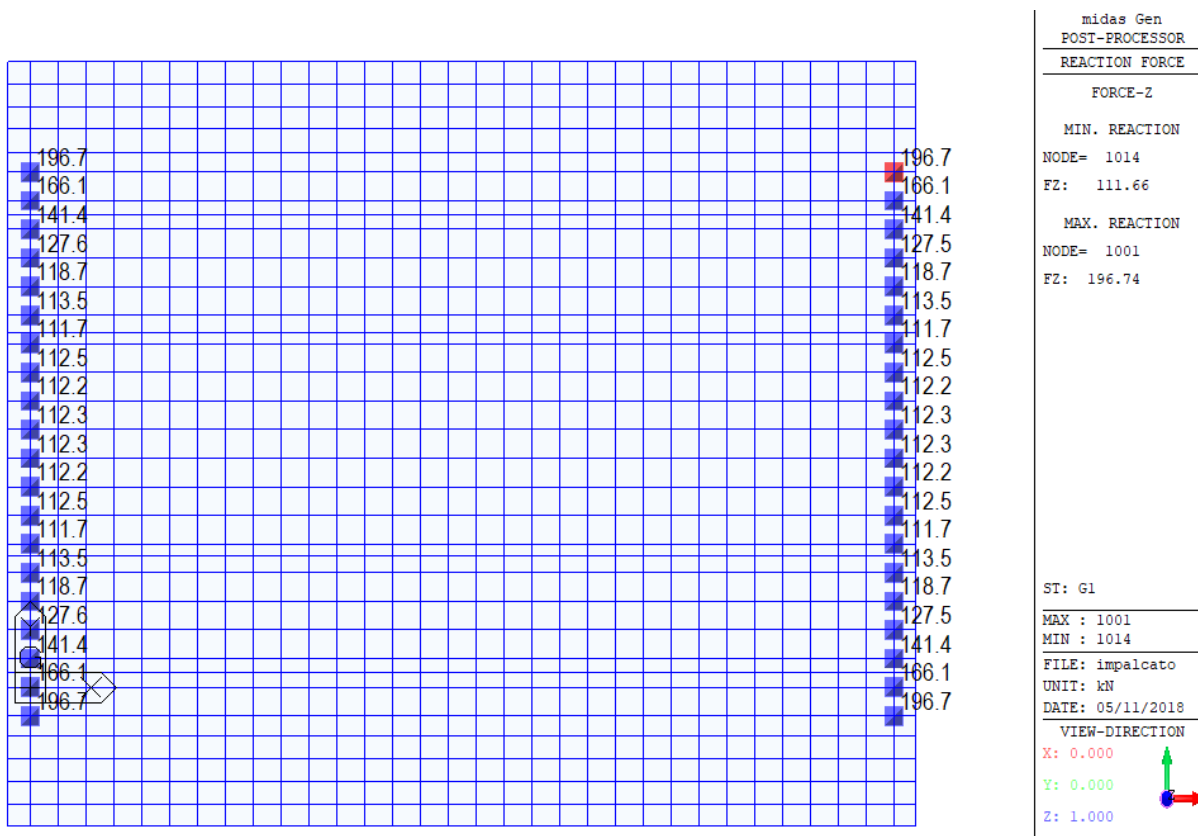 midas Gen
POST-PROCESSOR
REACTION FORCE
FORCE-Z
MIN. REACTION
NODE= 1014
FZ: 111.66
MAX. REACTION
NODE= 1001
FZ: 196.74
ST: G1
MAX : 1001
MIN : 1014
FILE: impalcato
UNIT: kN
DATE: 05/11/2018
VIEW-DIRECTION
X: 0.000
Y: 0.000
Z: 1.000
196.7 196.7
166.1 166.1
141.4 141.4
127.6 127.5
118.7 118.7
113.5 113.5
111.7 111.7
112.5 112.5
112.2 112.2
112.3 112.3
112.3 112.3
112.2 112.2
112.5 112.5
111.7 111.7
113.5 113.5
118.7 118.7
127.6 127.5
141.4 141.4
166.1 166.1
196.7 196.7